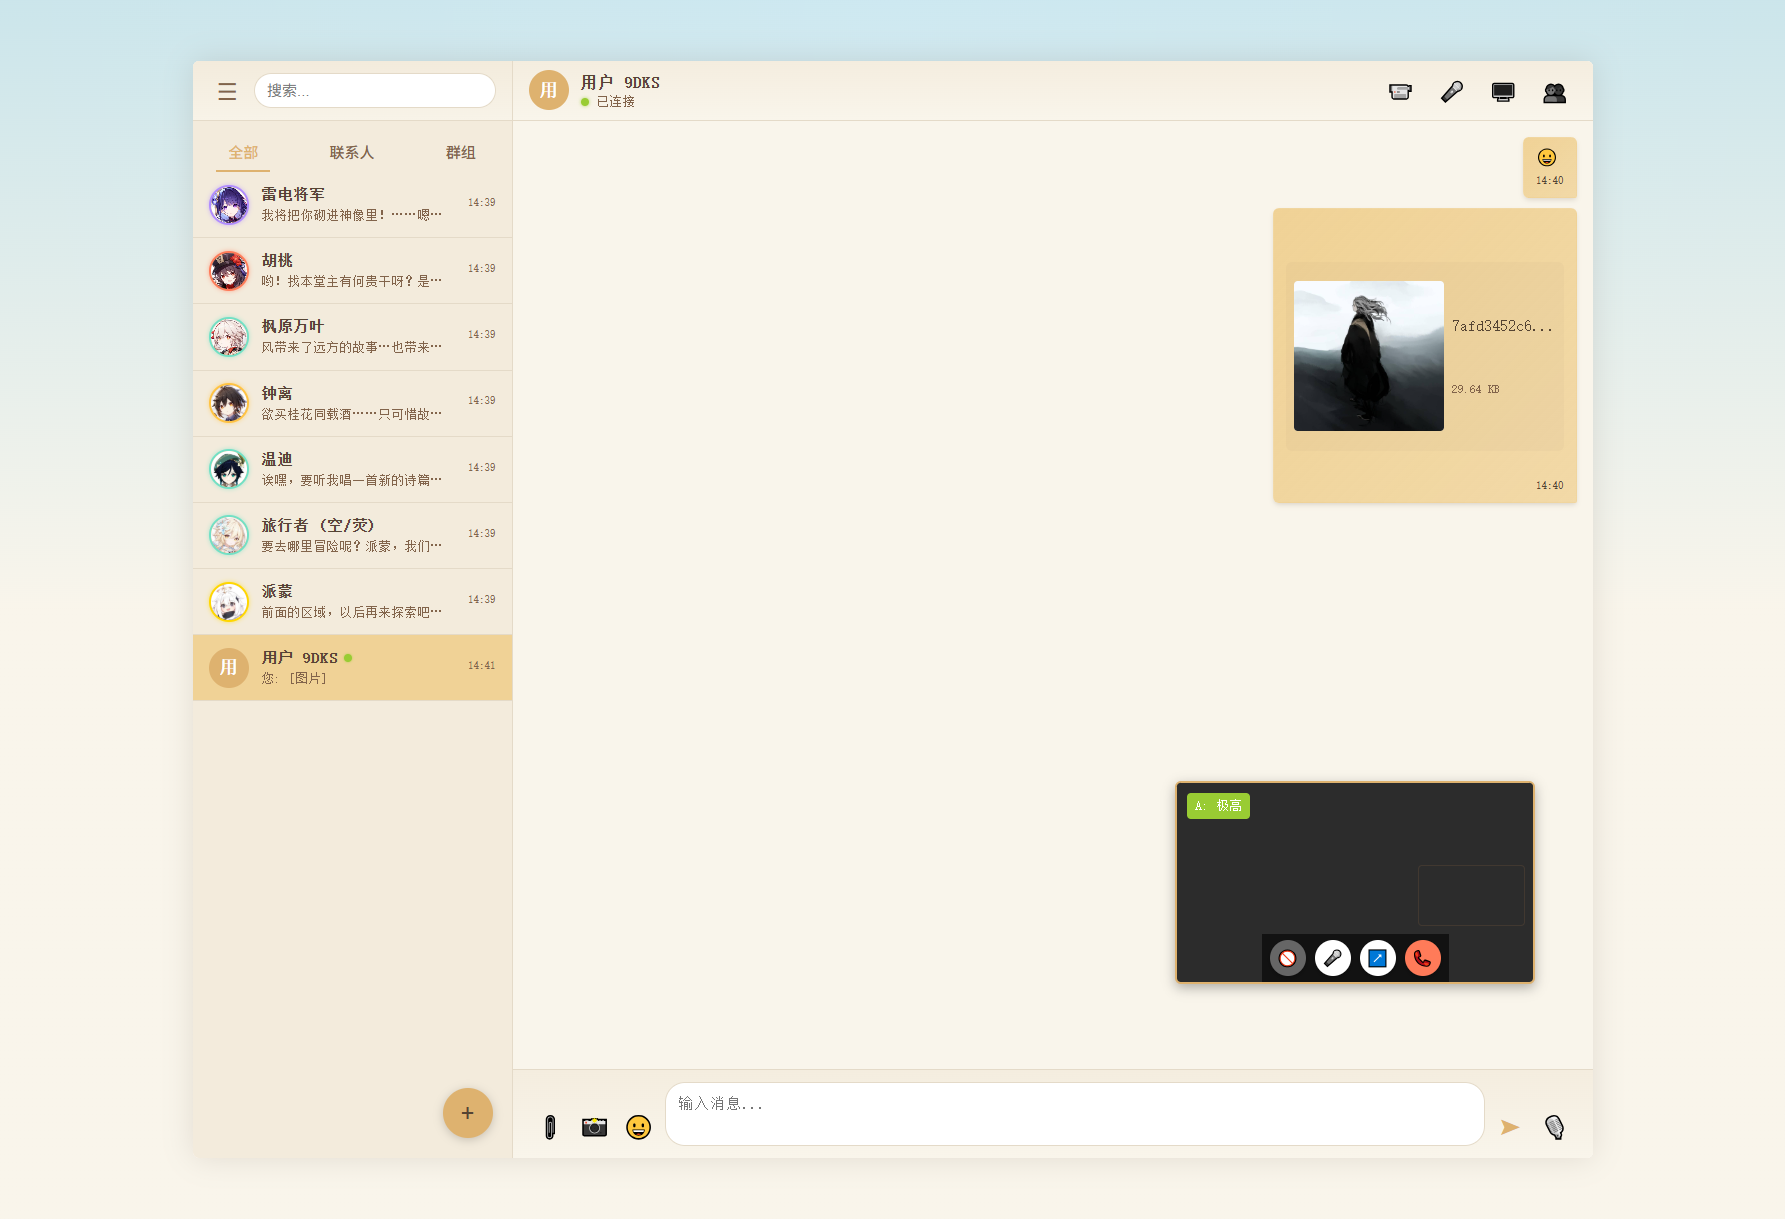 搜索...
全部
联系人
群组
雷电将军
14:39
我将把你砌进神像里！……嗯…
胡桃
14:39
哟！找本堂主有何贵干呀？是…
枫原万叶
14:39
风带来了远方的故事…也带来…
钟离
14:39
欲买桂花同载酒……只可惜故…
温迪
14:39
诶嘿，要听我唱一首新的诗篇…
旅行者 (空/荧)
14:39
要去哪里冒险呢？派蒙，我们…
派蒙
14:39
前面的区域，以后再来探索吧…
用
用户 9DKS
14:41
您: [图片]
+
用
用户 9DKS
已连接
14:40
7afd3452c6...
29.64 KB
14:40
A: 极高
输入消息...